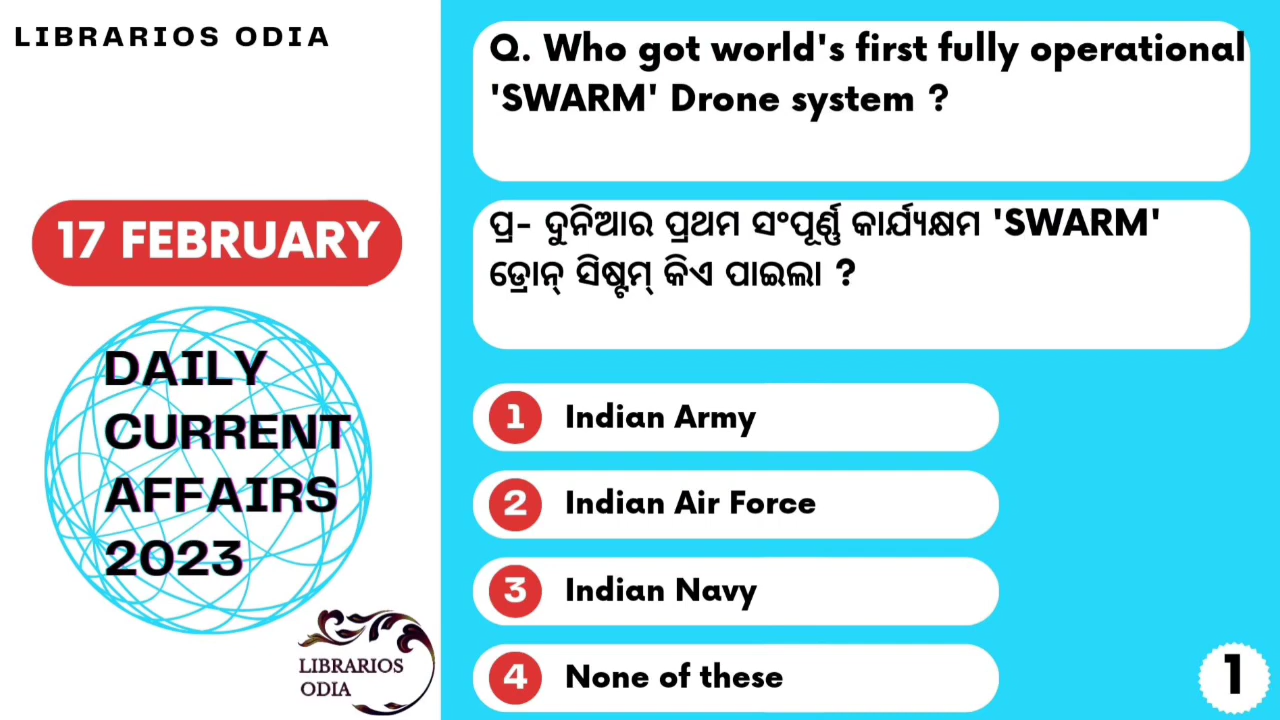 LIBRARIOS ODIA
17 FEBRUARY
DAILY
CURRENT
AFFAIRS
2023
LIBRARIOS
ODIA
Q. Who got world's first fully operational
'SWARM' Drone system ?
ପ୍ର- ଦୁନିଆର ପ୍ରଥମ ସଂପୂର୍ଣ୍ଣ କାର୍ଯ୍ୟକ୍ଷମ 'SWARM'
ଡ୍ରୋନ୍ ସିଷ୍ଟମ୍ କିଏ ପାଇଲା ?
1 Indian Army
2 Indian Air Force
3 Indian Navy
4 None of these
1